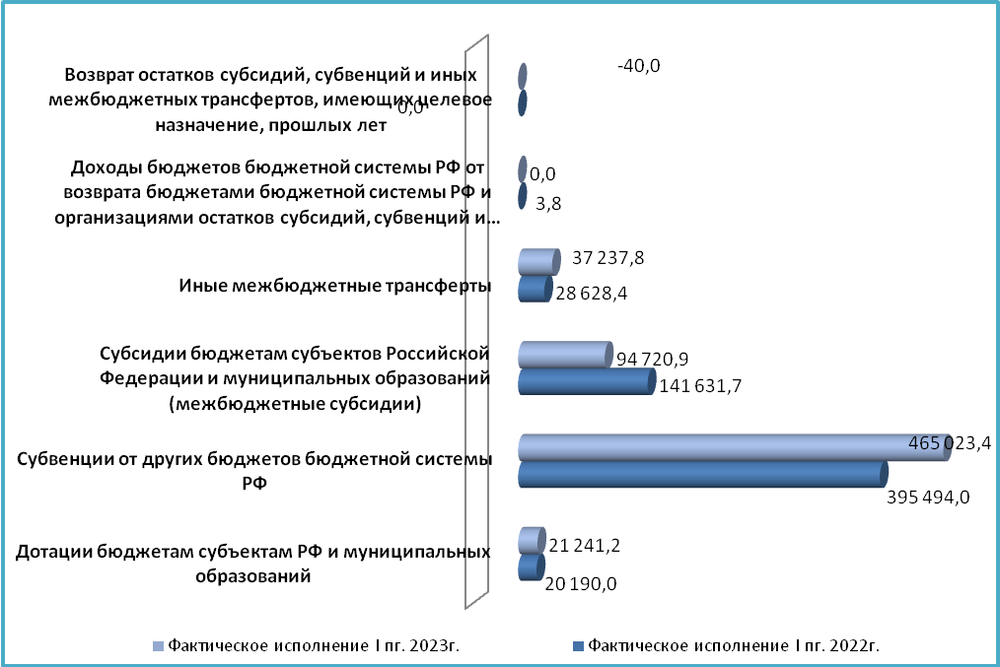 Возврат остатков субсидий, субвенций и иных
межбюджетных трансфертов, имеющих целевое
назначение, прошлых лет
-40,0
0,0
Доходы бюджетов бюджетной системы РФ от
возврата бюджетами бюджетной системы РФ и
организациями остатков субсидий, субвенций и...
0,0
3,8
Иные межбюджетные трансферты
37 237,8
28 628,4
Субсидии бюджетам субъектов Российской
Федерации и муниципальных образований
(межбюджетные субсидии)
94 720,9
141 631,7
Субвенции от других бюджетов бюджетной системы
РФ
465 023,4
395 494,0
Дотации бюджетам субъектам РФ и муниципальных
образований
21 241,2
20 190,0
Фактическое исполнение I пг. 2023г.
Фактическое исполнение I пг. 2022г.